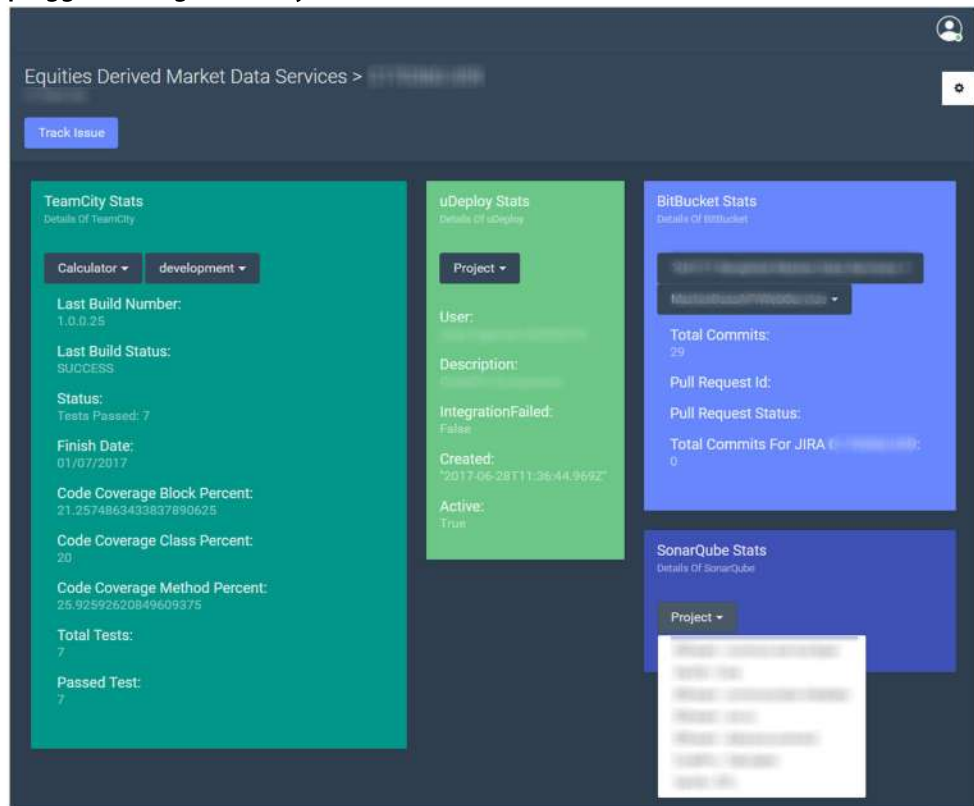 Equities Derived Market Data Services >
Track Issue
TeamCity Stats
Details Of TeamCity
Calculator
development
Last Build Number:
1.0.0.25
Last Build Status:
SUCCESS
Status:
Tests Passed: 7
Finish Date:
01/07/2017
Code Coverage Block Percent:
21.2574863433837890625
Code Coverage Class Percent:
20
Code Coverage Method Percent:
25.92592620849609375
Total Tests:
7
Passed Test:
7
uDeploy Stats
Details Of uDeploy
Project
User:
Description:
IntegrationFailed:
False
Created:
"2017-06-28T11:36:44.969Z"
Active:
True
BitBucket Stats
Details Of BitBucket
Total Commits:
29
Pull Request Id:
Pull Request Status:
Total Commits For JIRA
0
SonarQube Stats
Details Of SonarQube
Project